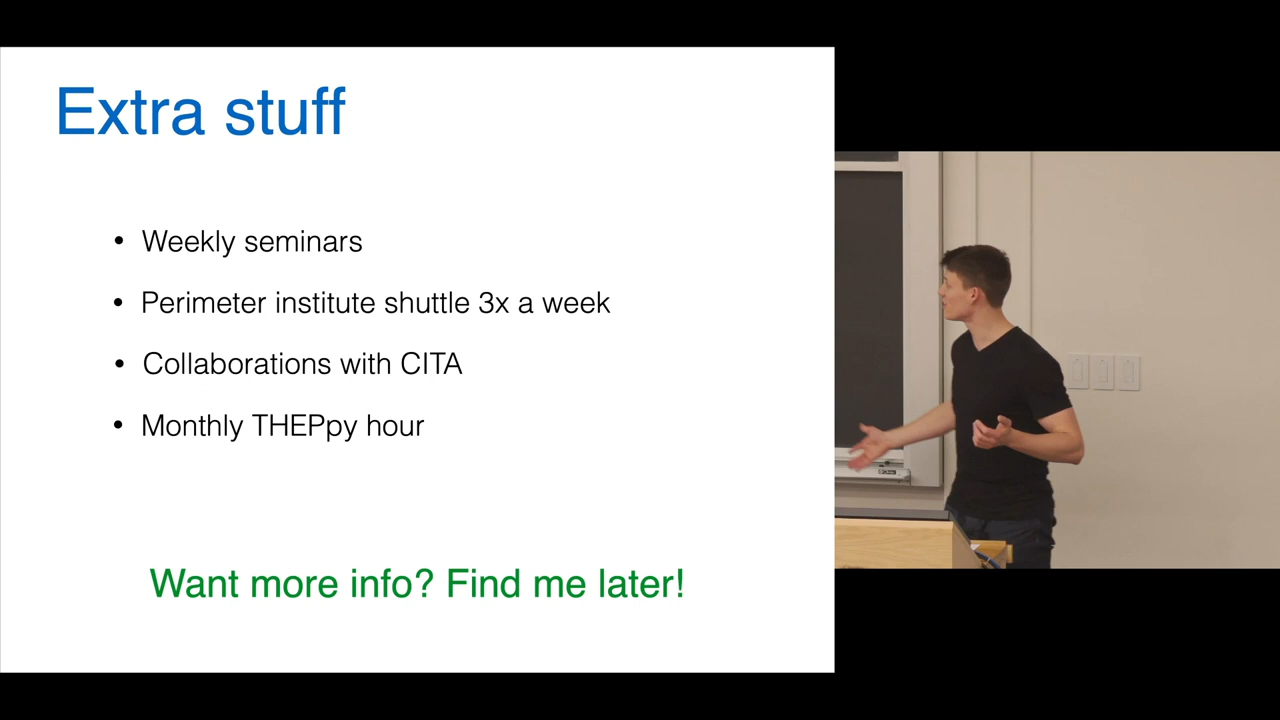 Extra stuff
• Weekly seminars
• Perimeter institute shuttle 3x a week
• Collaborations with CITA
• Monthly THEPpy hour
Want more info? Find me later!